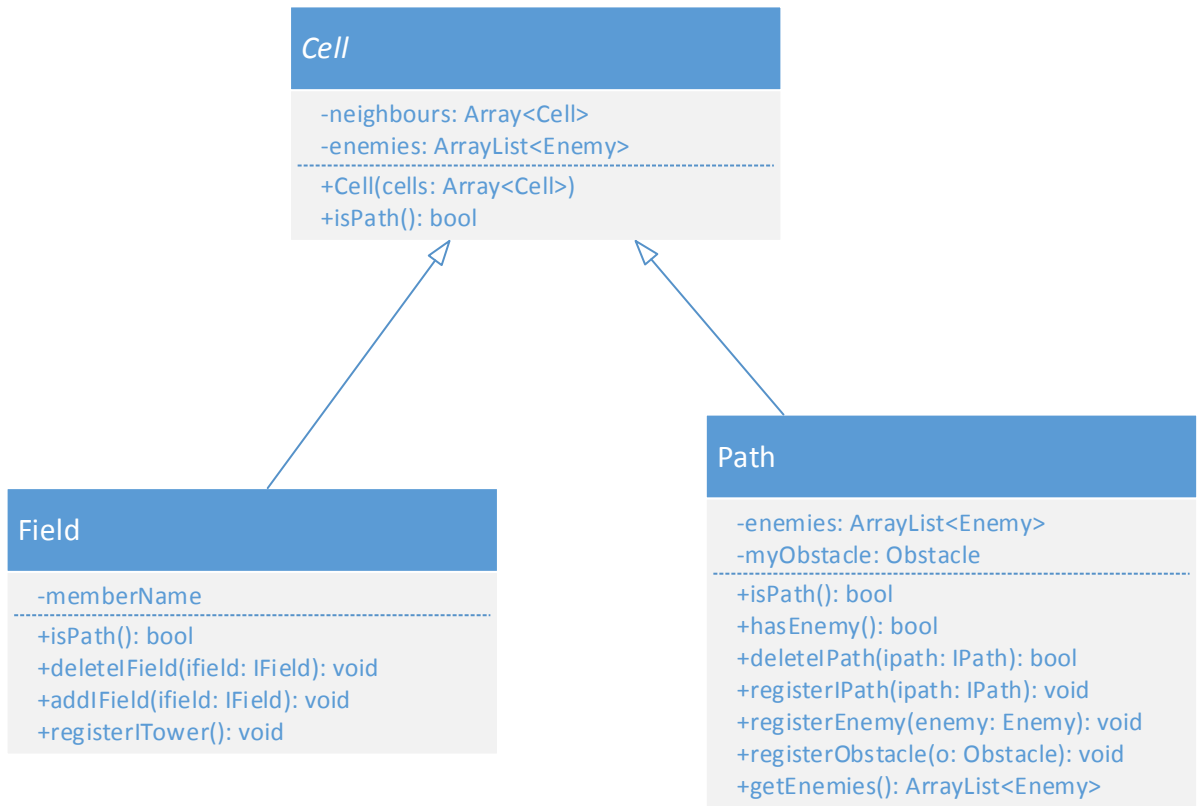 Cell
-neighbours: Array<Cell>
-enemies: ArrayList<Enemy>
+Cell(cells: Array<Cell>)
+isPath(): bool
Field
-memberName
+isPath(): bool
+deleteIField(ifield: IField): void
+addIField(ifield: IField): void
+registerITower(): void
Path
-enemies: ArrayList<Enemy>
-myObstacle: Obstacle
+isPath(): bool
+hasEnemy(): bool
+deleteIPath(ipath: IPath): bool
+registerIPath(ipath: IPath): void
+registerEnemy(enemy: Enemy): void
+registerObstacle(o: Obstacle): void
+getEnemies(): ArrayList<Enemy>